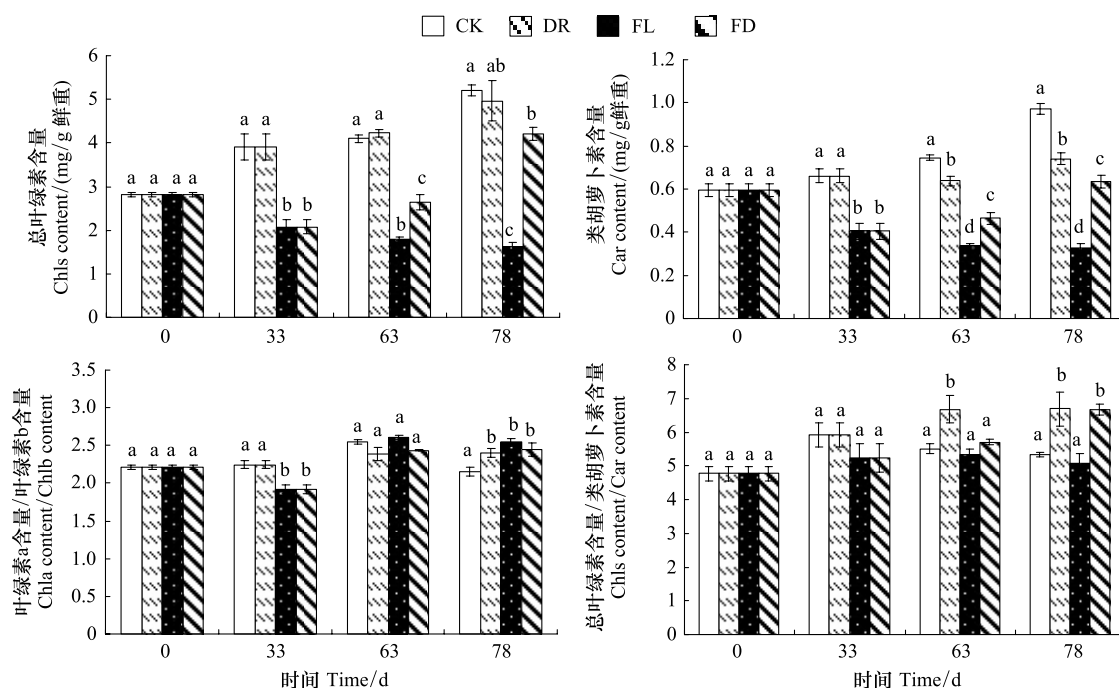 CK DR FL FD
总叶绿素含量
Chls content/(mg/g 鲜重)
6
5
4
3
2
1
0
a a a a
a a
b b
a a
b
c
a ab
c
b
0 33 63 78
类胡萝卜素含量
Car content/(mg/g鲜重)
1.2
1.0
0.8
0.6
0.4
0.2
0
a a a a
a a
b b
a
b
d
c
a
b
d
c
0 33 63 78
叶绿素a含量/叶绿素b含量
Chla content/Chlb content
3.5
3.0
2.5
2.0
1.5
1.0
0.5
0
a a a a
a a
b b
a a a a
a b b b
0 33 63 78
时间 Time/d
总叶绿素含量/类胡萝卜素含量
Chls content/Car content
8
7
6
5
4
3
2
1
0
a a a a
a a a a
a b a a
a b a b
0 33 63 78
时间 Time/d